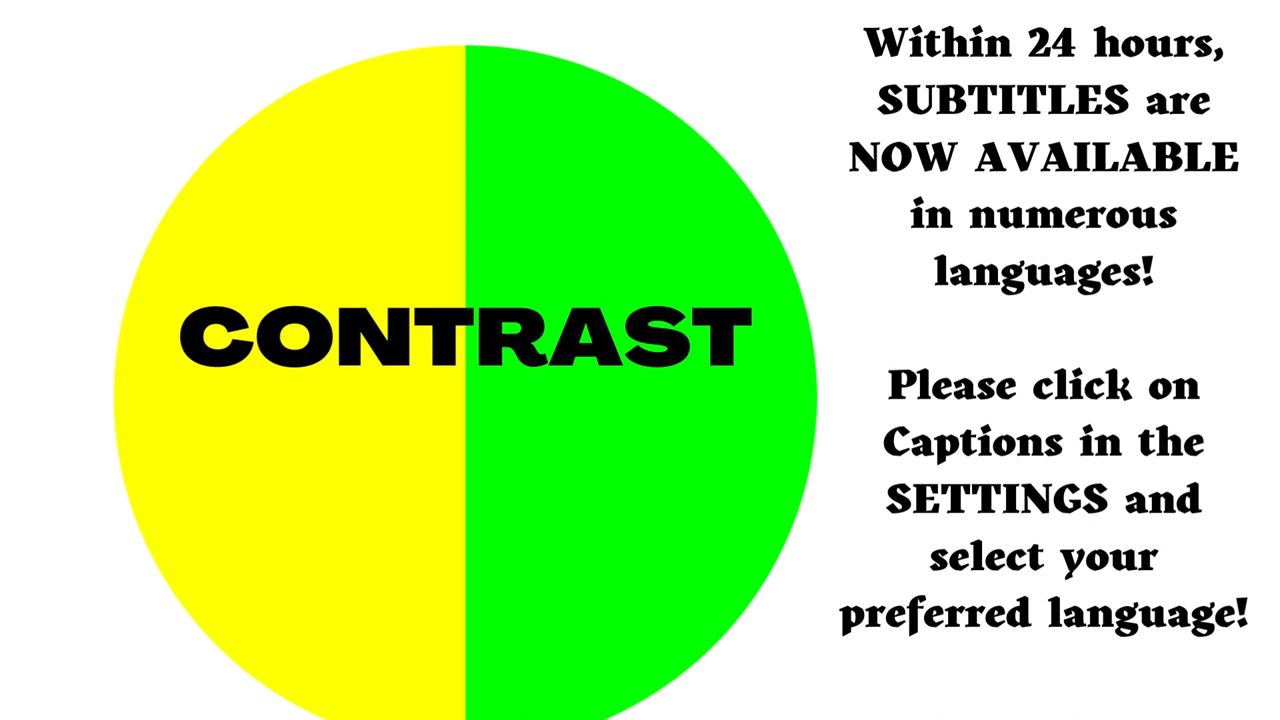 CONTRAST
Within 24 hours,
SUBTITLES are
NOW AVAILABLE
in numerous
languages!
Please click on
Captions in the
SETTINGS and
select your
preferred language!